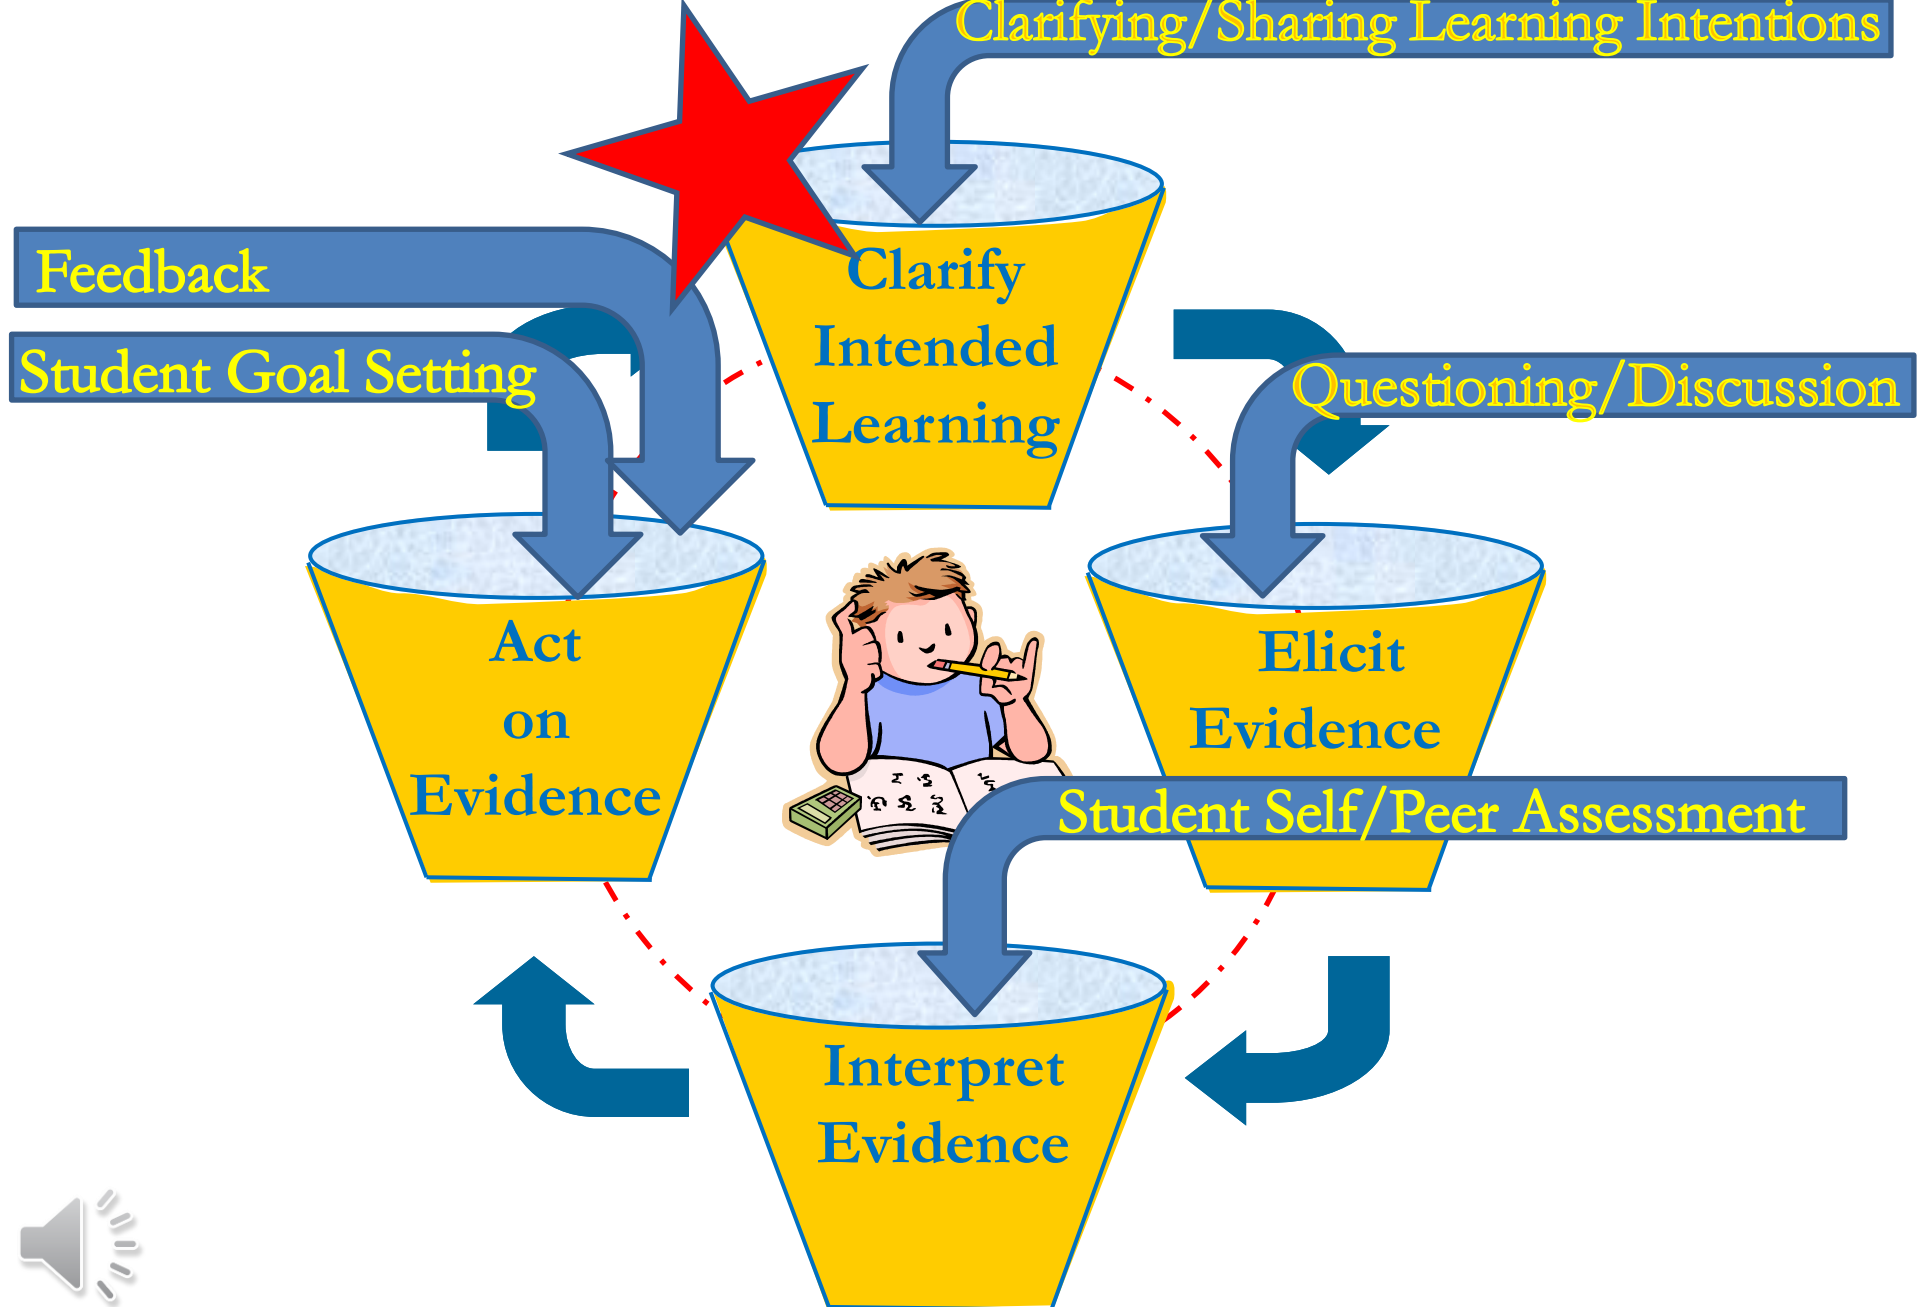 Clarifying/Sharing Learning Intentions
Feedback
Student Goal Setting
Clarify
Intended
Learning
Questioning/Discussion
Act
on
Evidence
Elicit
Evidence
Student Self/Peer Assessment
Interpret
Evidence